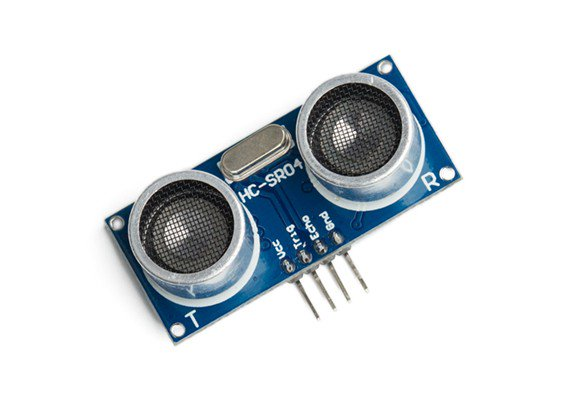 HC-SR04
Vcc
Trig
Echo
Gnd
T
R